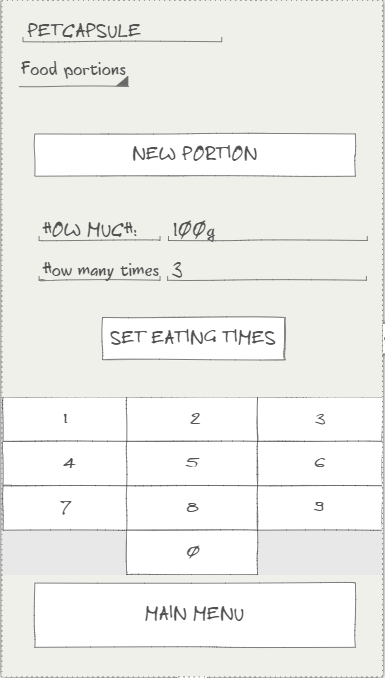 PETCAPSULE
Food portions
NEW PORTION
HOW MUCH: 100g
How many times 3
SET EATING TIMES
1 2 3
4 5 6
7 8 9
0
MAIN MENU